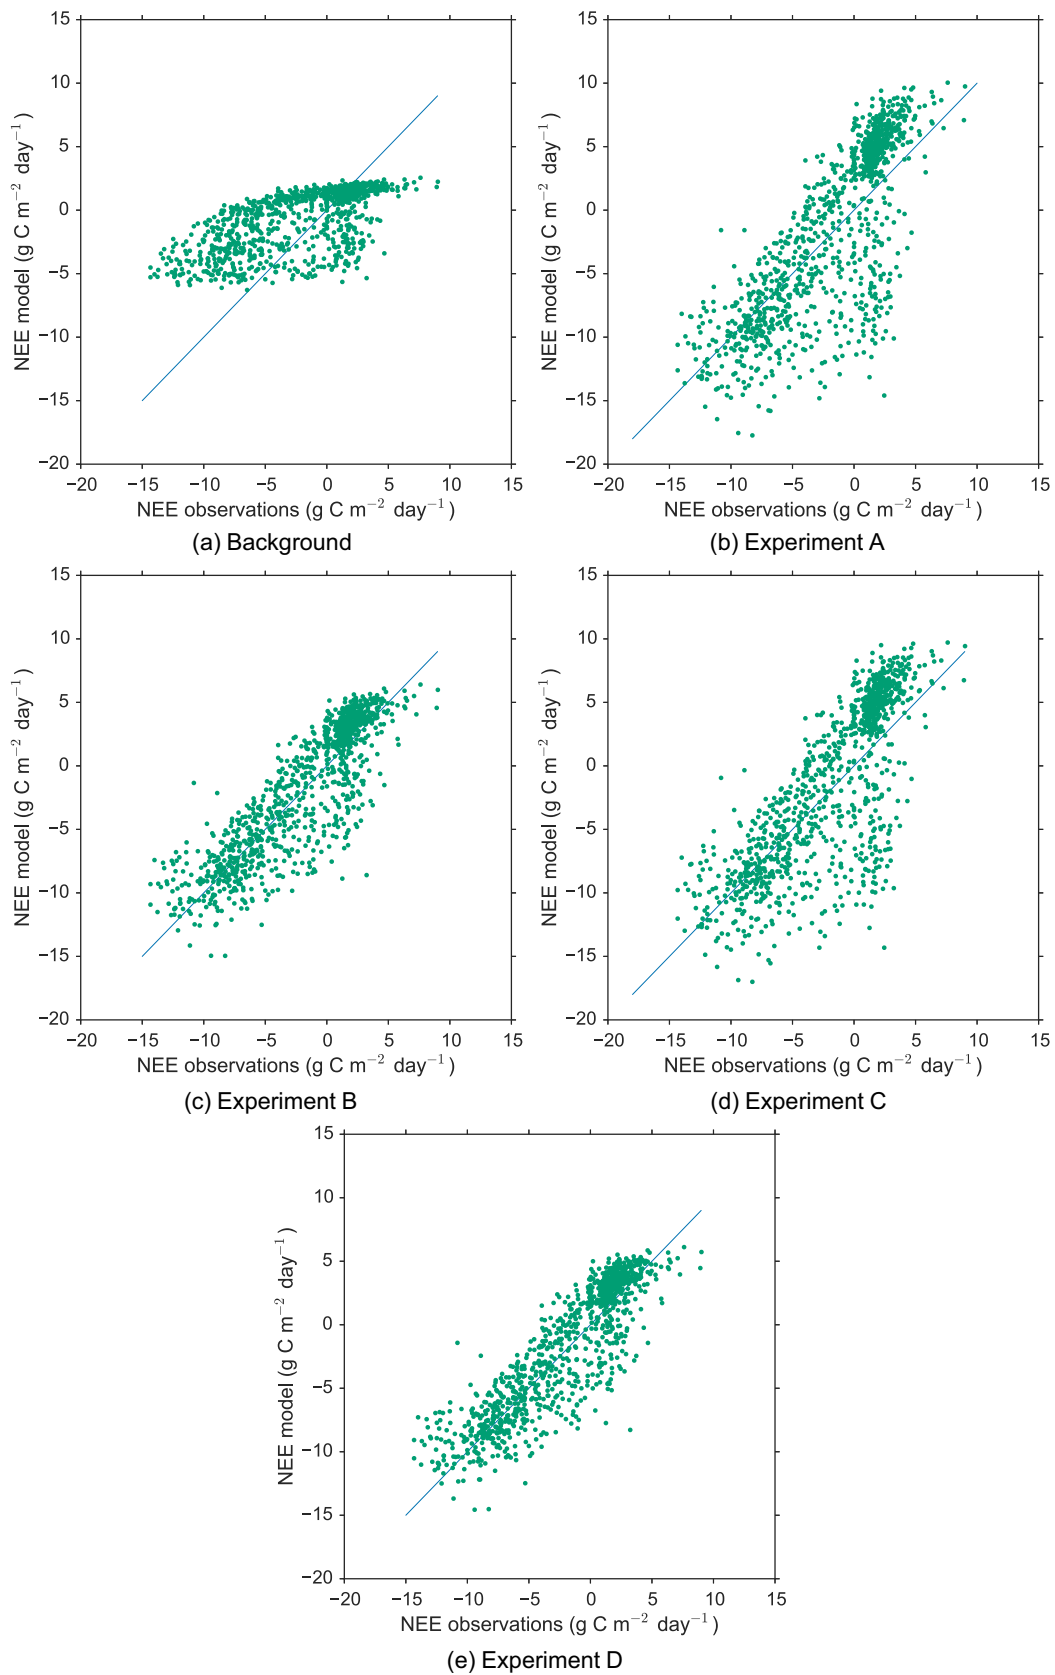 15
10
5
0
−5
−10
−15
−20
−20 −15 −10 −5 0 5 10 15
NEE model (g C m⁻² day⁻¹)
NEE observations (g C m⁻² day⁻¹)
(a) Background
15
10
5
0
−5
−10
−15
−20
−20 −15 −10 −5 0 5 10 15
NEE model (g C m⁻² day⁻¹)
NEE observations (g C m⁻² day⁻¹)
(b) Experiment A
15
10
5
0
−5
−10
−15
−20
−20 −15 −10 −5 0 5 10 15
NEE model (g C m⁻² day⁻¹)
NEE observations (g C m⁻² day⁻¹)
(c) Experiment B
15
10
5
0
−5
−10
−15
−20
−20 −15 −10 −5 0 5 10 15
NEE model (g C m⁻² day⁻¹)
NEE observations (g C m⁻² day⁻¹)
(d) Experiment C
15
10
5
0
−5
−10
−15
−20
−20 −15 −10 −5 0 5 10 15
NEE model (g C m⁻² day⁻¹)
NEE observations (g C m⁻² day⁻¹)
(e) Experiment D